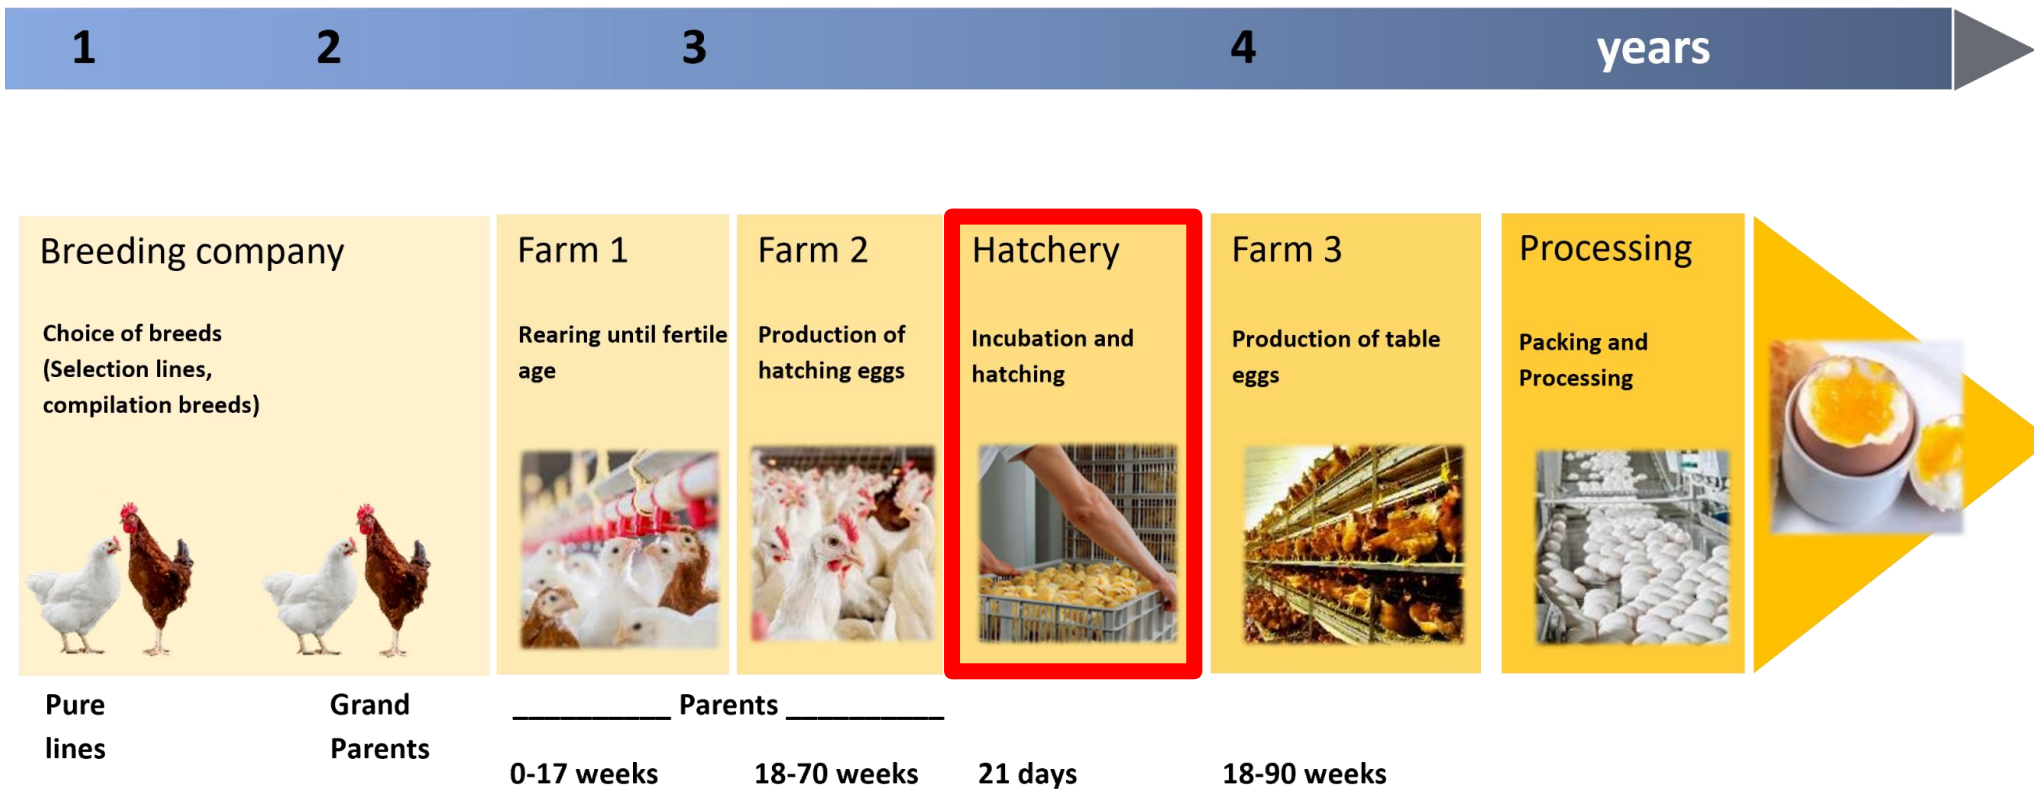 1 2 3 4 years
Breeding company
Choice of breeds
(Selection lines,
compilation breeds)
Farm 1
Rearing until fertile
age
Farm 2
Production of
hatching eggs
Hatchery
Incubation and
hatching
Farm 3
Production of table
eggs
Processing
Packing and
Processing
Pure
lines
Grand
Parents
__________ Parents __________
0-17 weeks
18-70 weeks
21 days
18-90 weeks